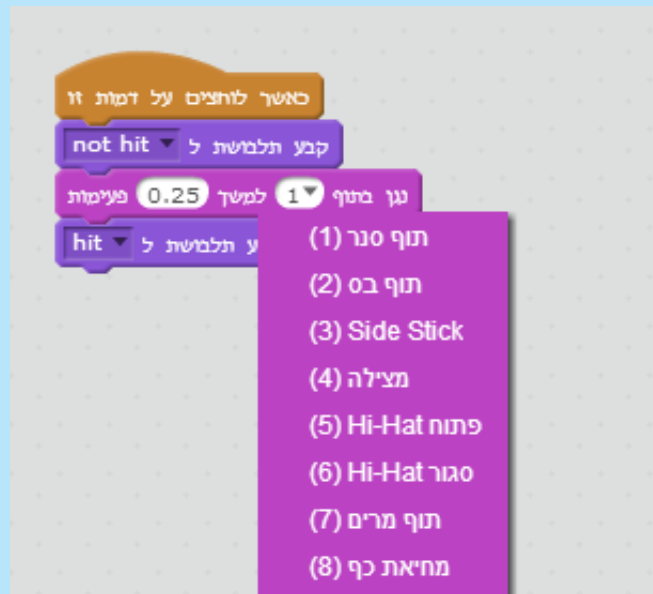 כאשר לוחצים על דמות זו
קבע תלבושת ל not hit
נגן בתוף 1 למשך 0.25 פעימות
ע תלבושת ל hit
(1) תוף סנר
(2) תוף בס
(3) Side Stick
(4) מצילה
(5) Hi-Hat פתוח
(6) Hi-Hat סגור
(7) תוף מרים
(8) מחיאת כף